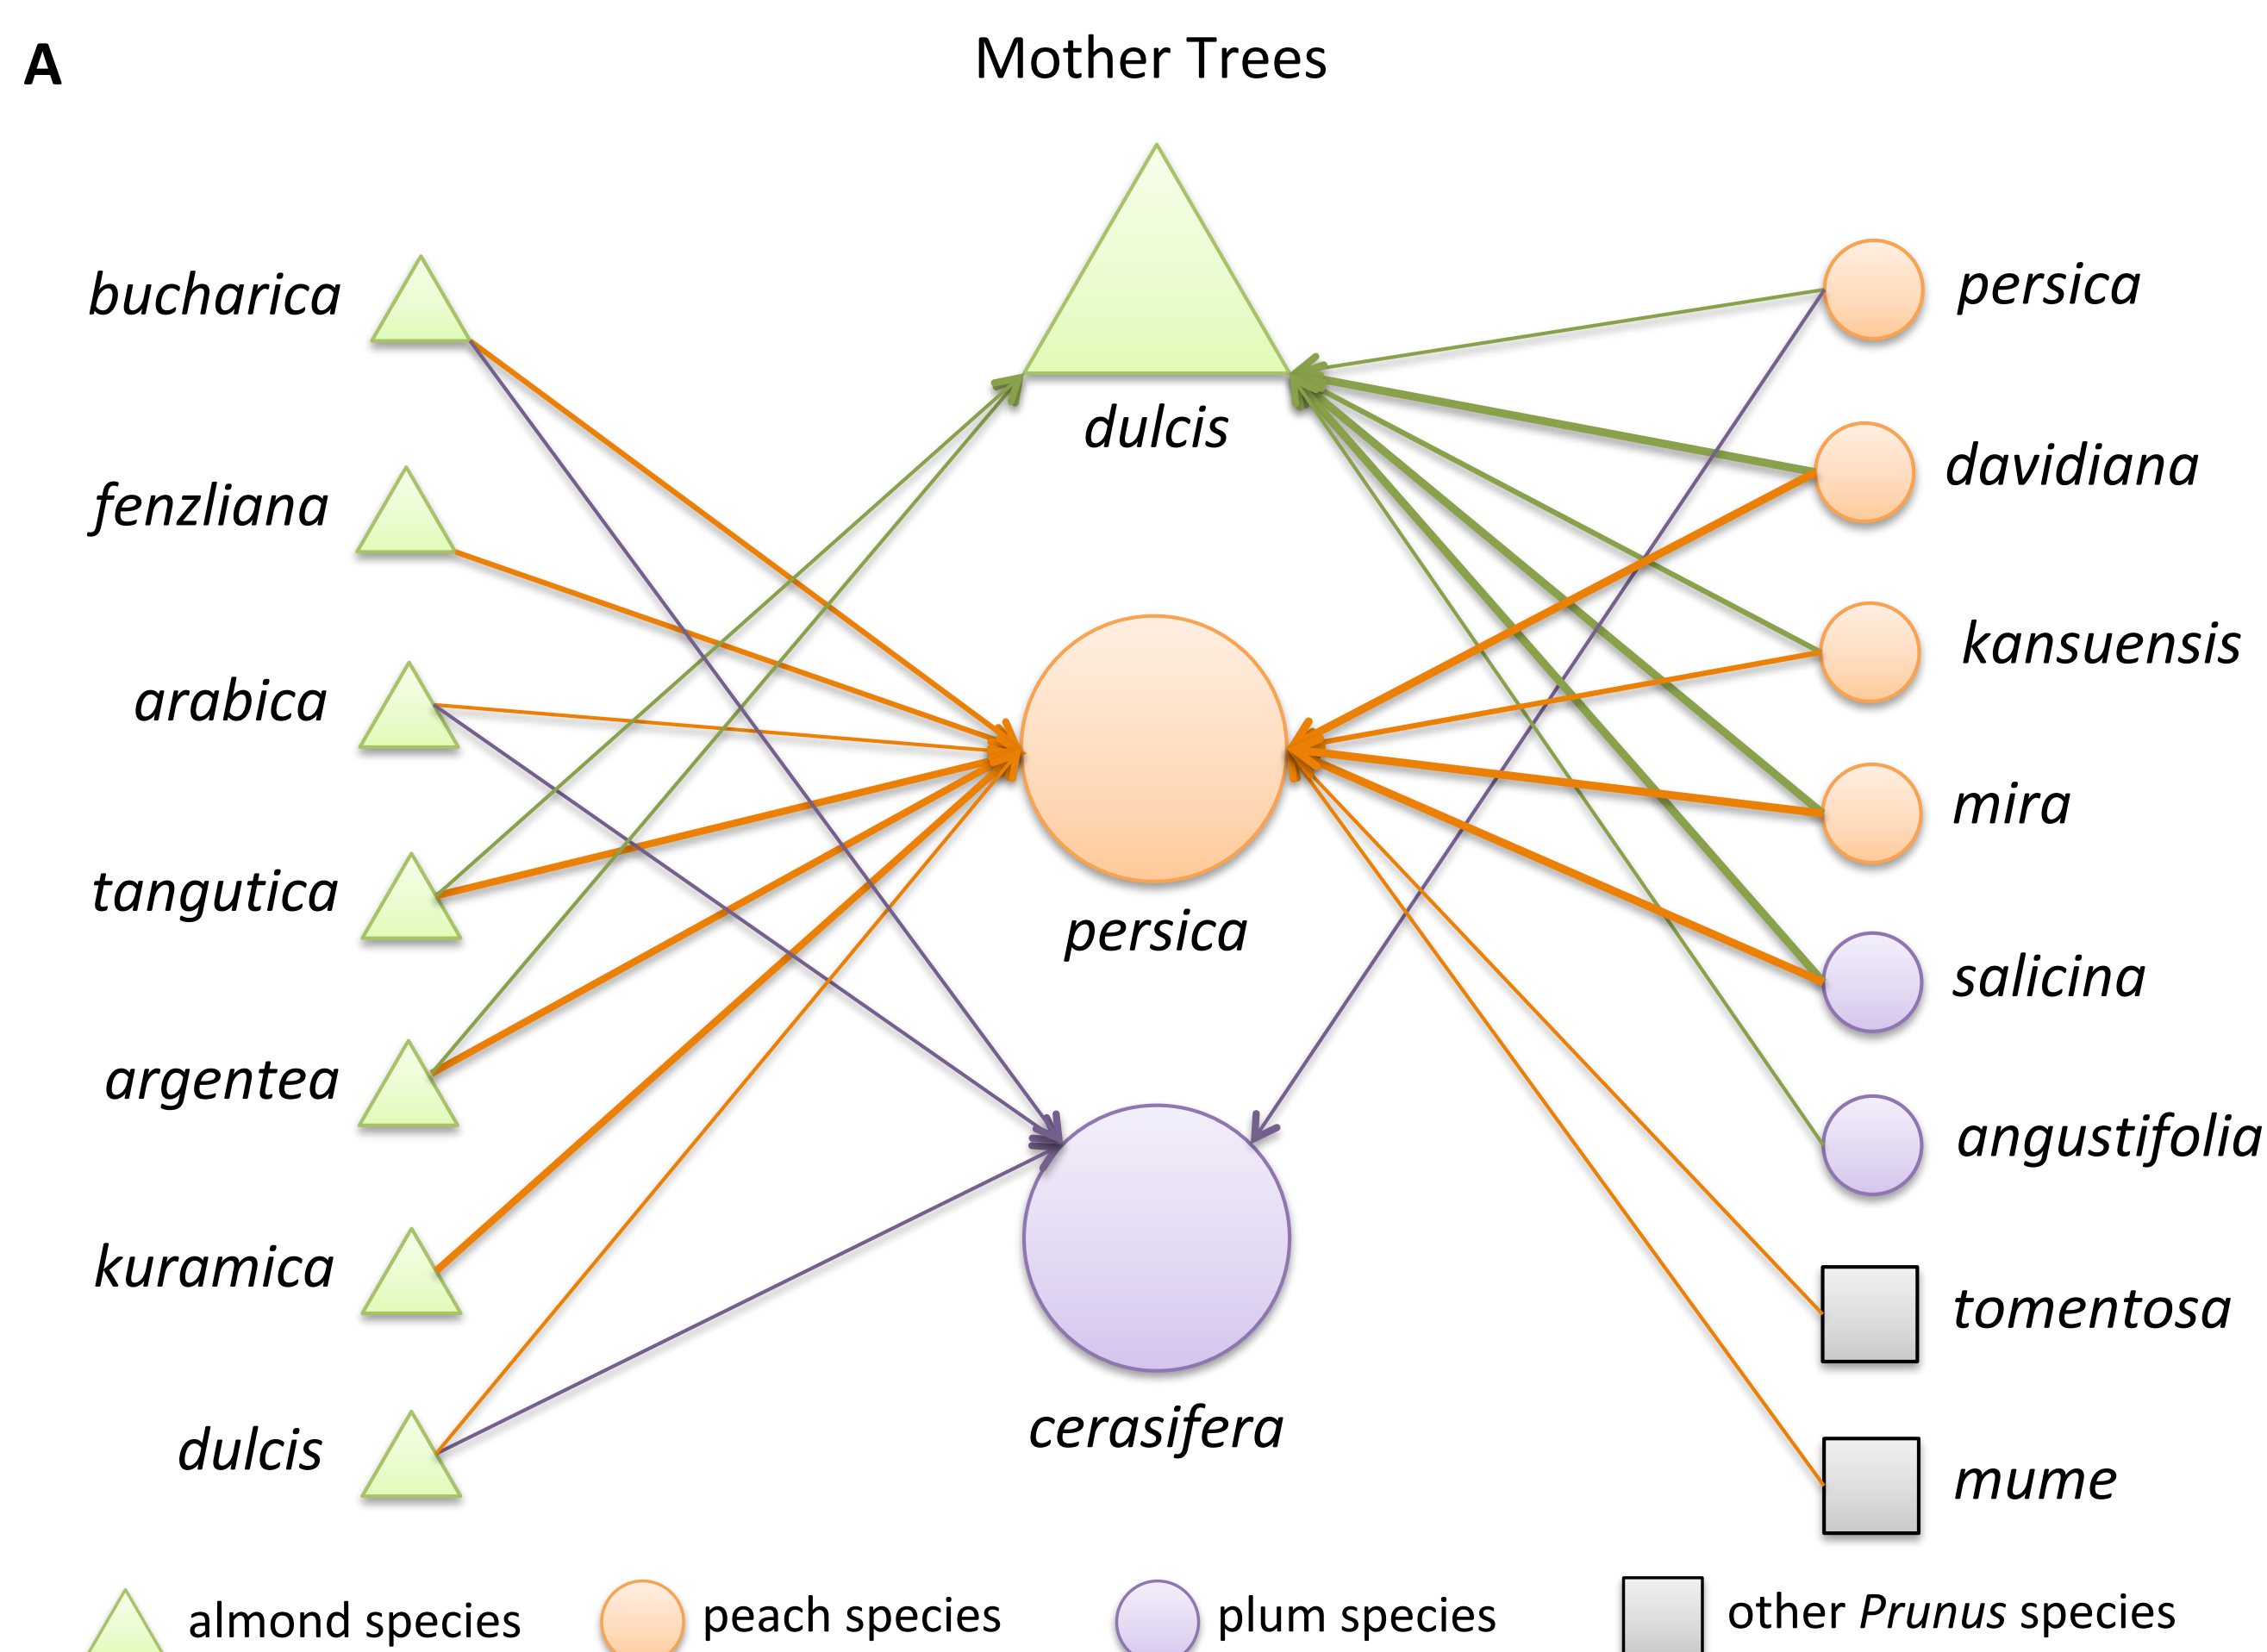 A
Mother Trees
bucharica
fenzliana
arabica
tangutica
argentea
kuramica
dulcis
dulcis
persica
cerasifera
persica
davidiana
kansuensis
mira
salicina
angustifolia
tomentosa
mume
almond species
peach species
plum species
other Prunus species